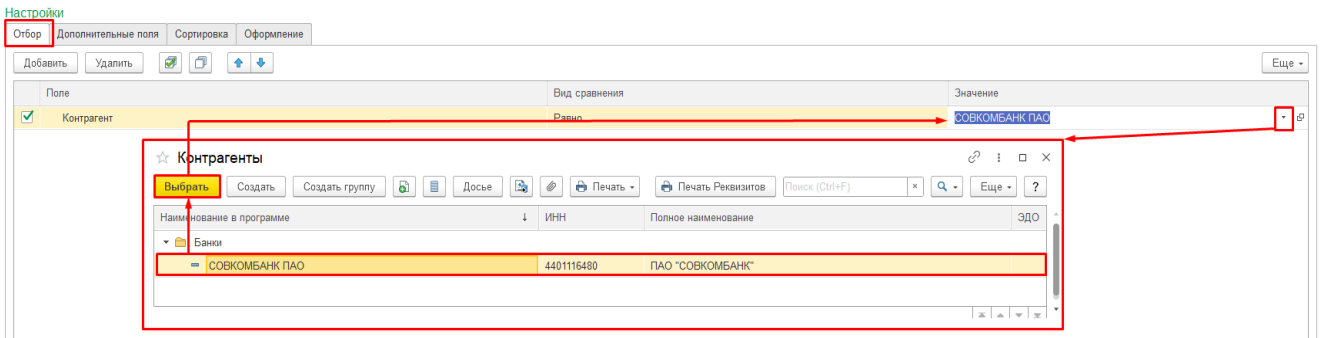 Настройки
Отбор Дополнительные поля Сортировка Оформление
Добавить Удалить Еще
Поле Вид сравнения Значение
Контрагент Равно СОВКОМБАНК ПАО
Контрагенты
Выбрать Создать Создать группу Досье Печать Печать Реквизитов Поиск (Ctrl+F) × Еще ?
Наименование в программе ↓ ИНН Полное наименование ЭДО
Банки
СОВКОМБАНК ПАО 4401116480 ПАО "СОВКОМБАНК"